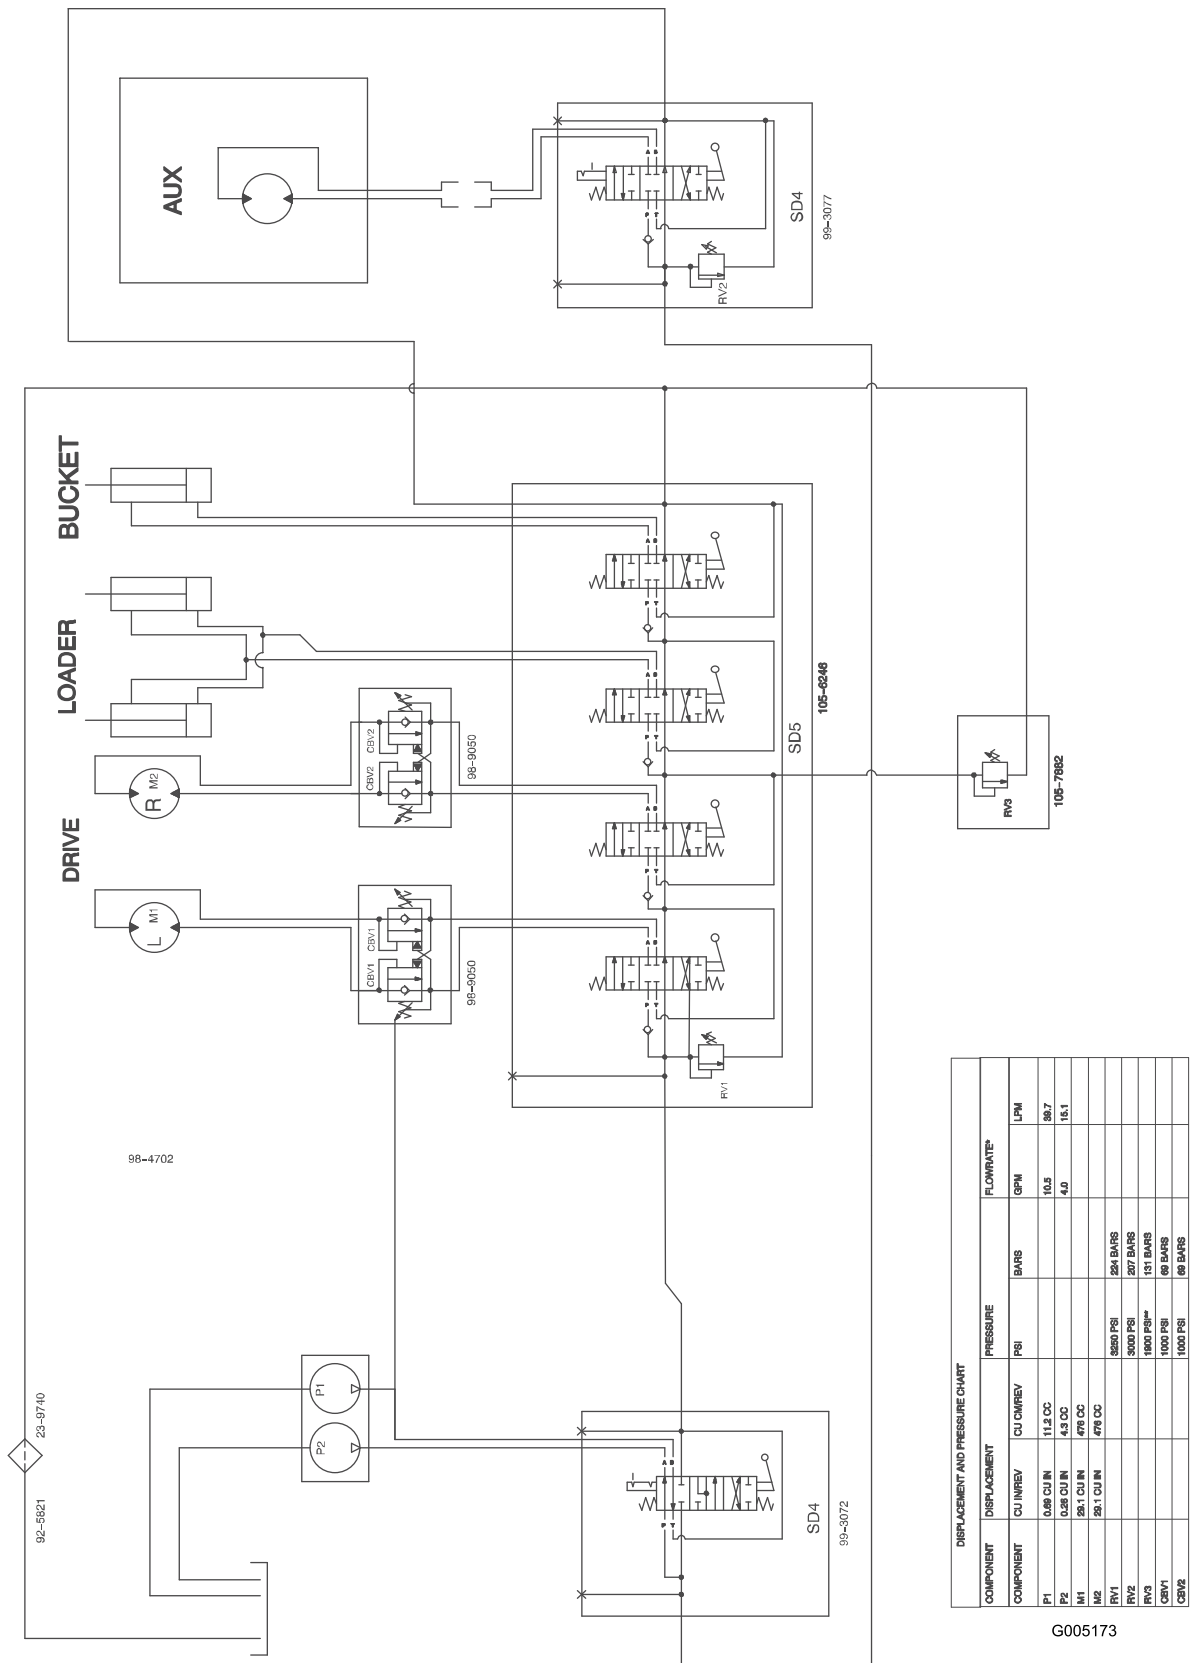 AUX
SD4
99-3077
RV2
A B
P T
BUCKET
LOADER
DRIVE
A B
P T
A B
P T
A B
P T
A B
P T
CBV2
CBV2
98-9050
R M2
L M1
CBV1
CBV1
98-9050
SD5
105-6248
RV1
RV3
105-7882
98-4702
23-9740
92-5821
P1
P2
A B
P T
SD4
99-3072
DISPLACEMENT AND PRESSURE CHART
COMPONENT DISPLACEMENT PRESSURE FLOWRATE*
COMPONENT CU IN/REV CU CM/REV PSI BARS GPM LPM
P1 0.69 CU IN 11.2 CC 10.5 39.7
P2 0.26 CU IN 4.3 CC 4.0 15.1
M1 29.1 CU IN 476 CC
M2 29.1 CU IN 476 CC
RV1 3250 PSI 224 BARS
RV2 3000 PSI 207 BARS
RV3 1900 PSI** 131 BARS
CBV1 1000 PSI 69 BARS
CBV2 1000 PSI 69 BARS
G005173